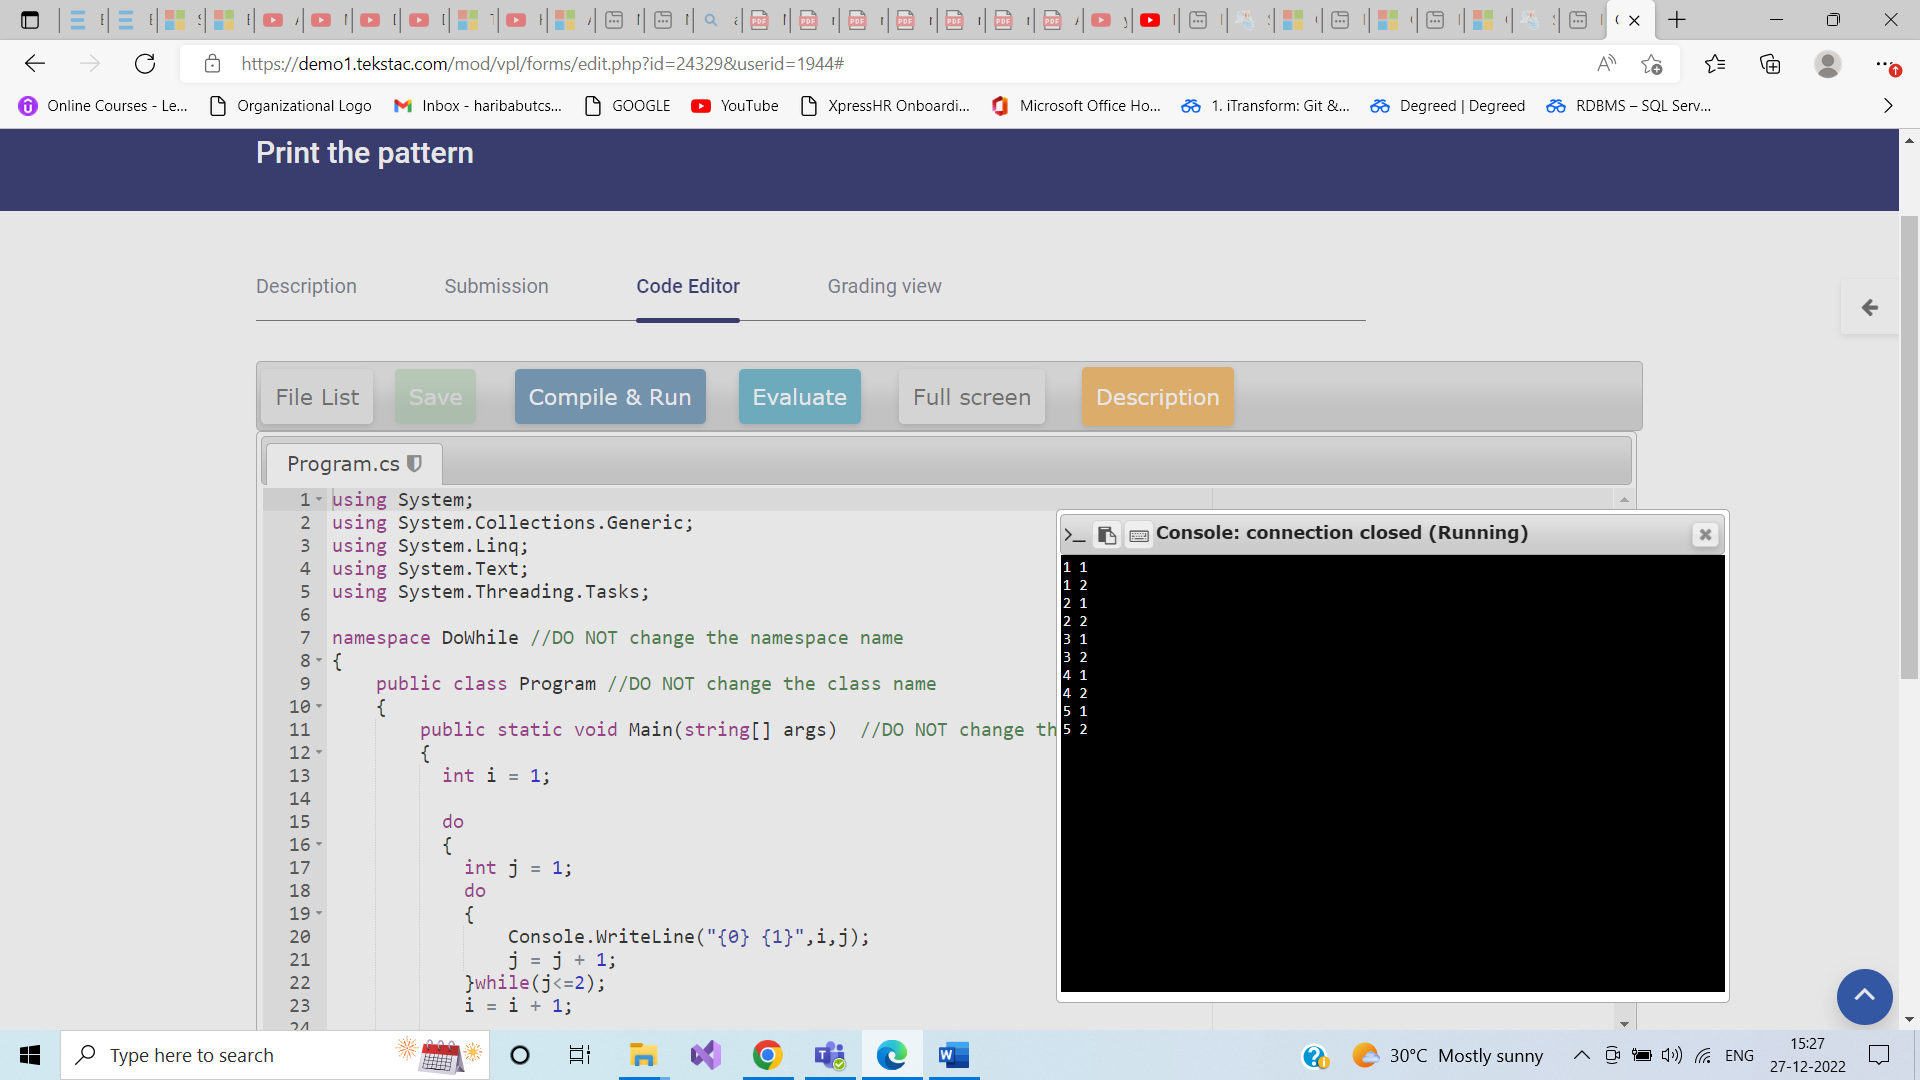 https://demo1.tekstac.com/mod/vpl/forms/edit.php?id=24329&userid=1944#
Online Courses - Le...
Organizational Logo
Inbox - haribabutcs...
GOOGLE
YouTube
XpressHR Onboardi...
Microsoft Office Ho...
1. iTransform: Git &...
Degreed | Degreed
RDBMS – SQL Serv...
Print the pattern
Description
Submission
Code Editor
Grading view
File List
Save
Compile & Run
Evaluate
Full screen
Description
Program.cs
1 using System;
2 using System.Collections.Generic;
3 using System.Linq;
4 using System.Text;
5 using System.Threading.Tasks;
6
7 namespace DoWhile //DO NOT change the namespace name
8 {
9 public class Program //DO NOT change the class name
10 {
11 public static void Main(string[] args) //DO NOT change th
12 {
13 int i = 1;
14
15 do
16 {
17 int j = 1;
18 do
19 {
20 Console.WriteLine("{0} {1}",i,j);
21 j = j + 1;
22 }while(j<=2);
23 i = i + 1;
24
Console: connection closed (Running)
1 1
1 2
2 1
2 2
3 1
3 2
4 1
4 2
5 1
5 2
Type here to search
30°C Mostly sunny
ENG
15:27
27-12-2022